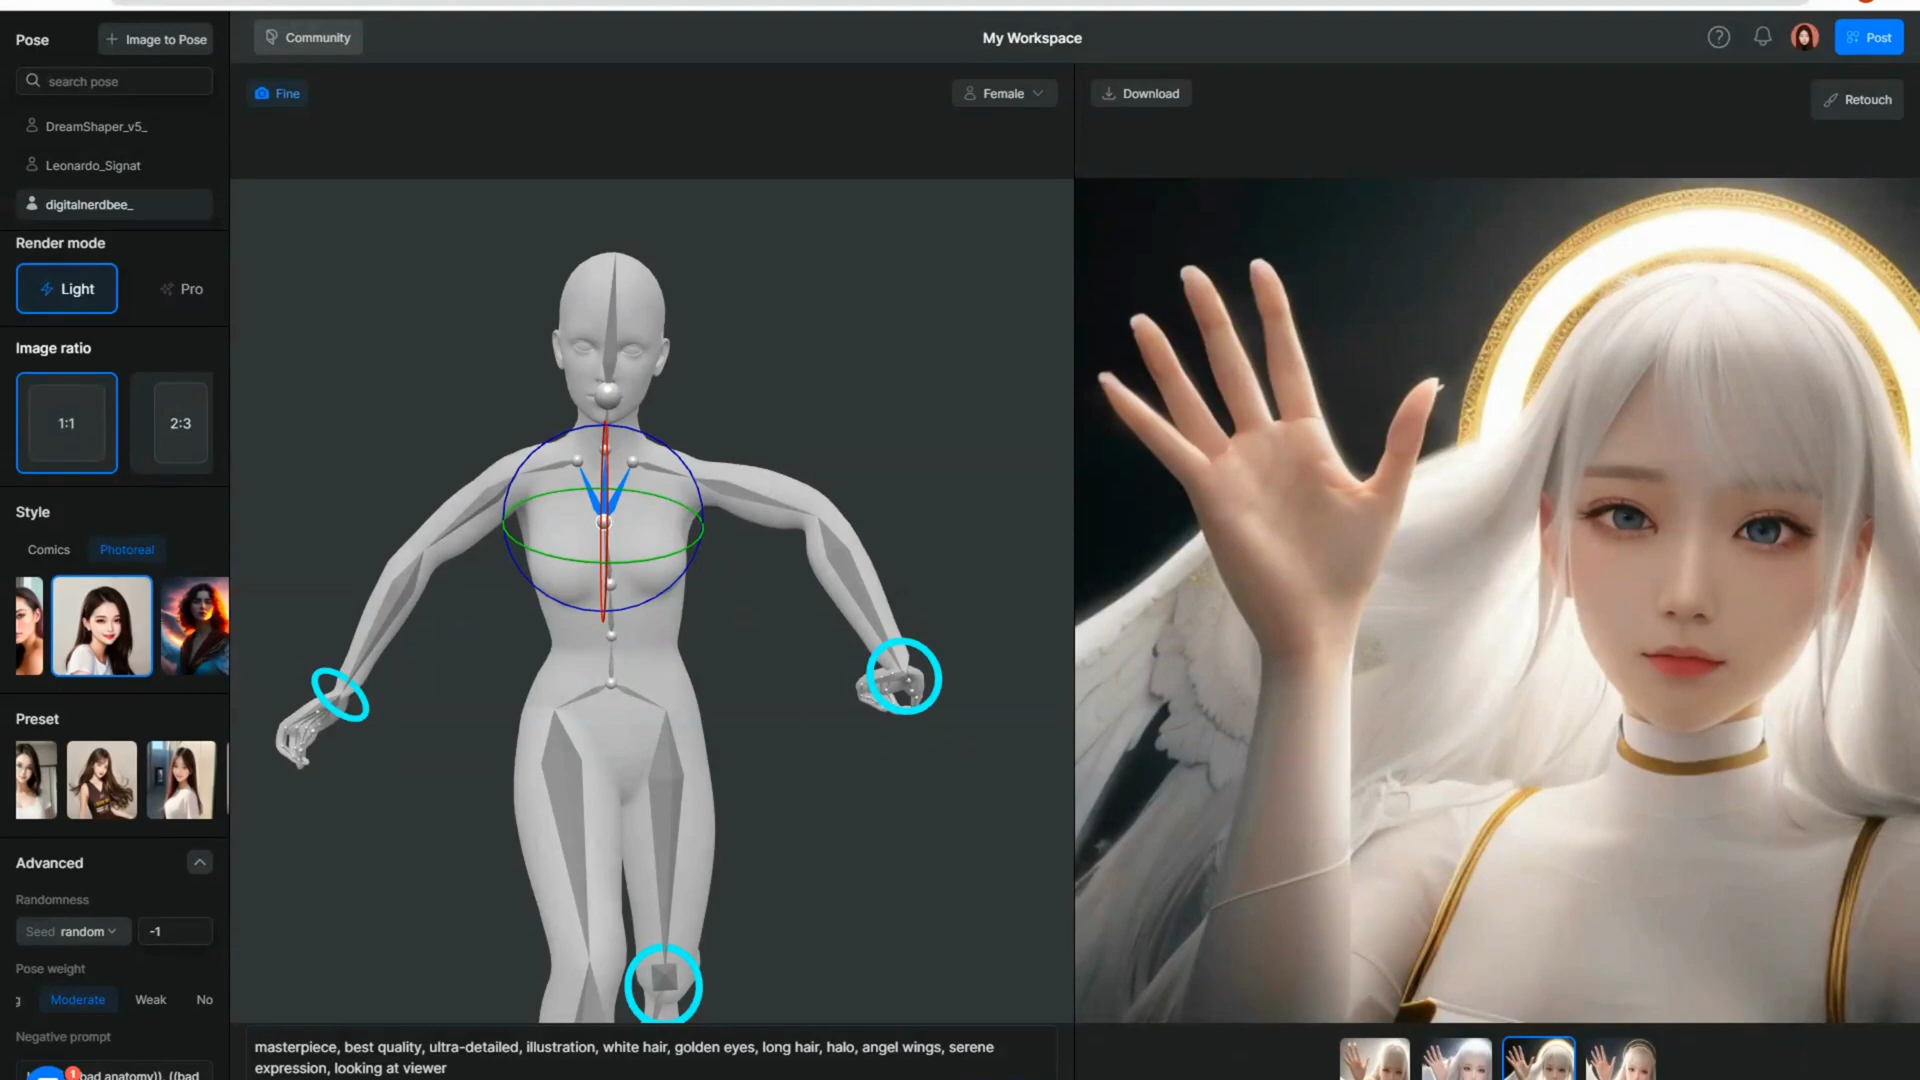 Pose
Image to Pose
search pose
DreamShaper_v5_
Leonardo_Signat
digitalnerdbee_
Render mode
Light
Pro
Image ratio
1:1
2:3
Style
Comics
Photoreal
Preset
Advanced
Randomness
Seed random
-1
Pose weight
g
Moderate
Weak
No
Negative prompt
1
bad anatomy)), ((bad
Community
My Workspace
Post
Fine
Female
Download
Retouch
masterpiece, best quality, ultra-detailed, illustration, white hair, golden eyes, long hair, halo, angel wings, serene
expression, looking at viewer